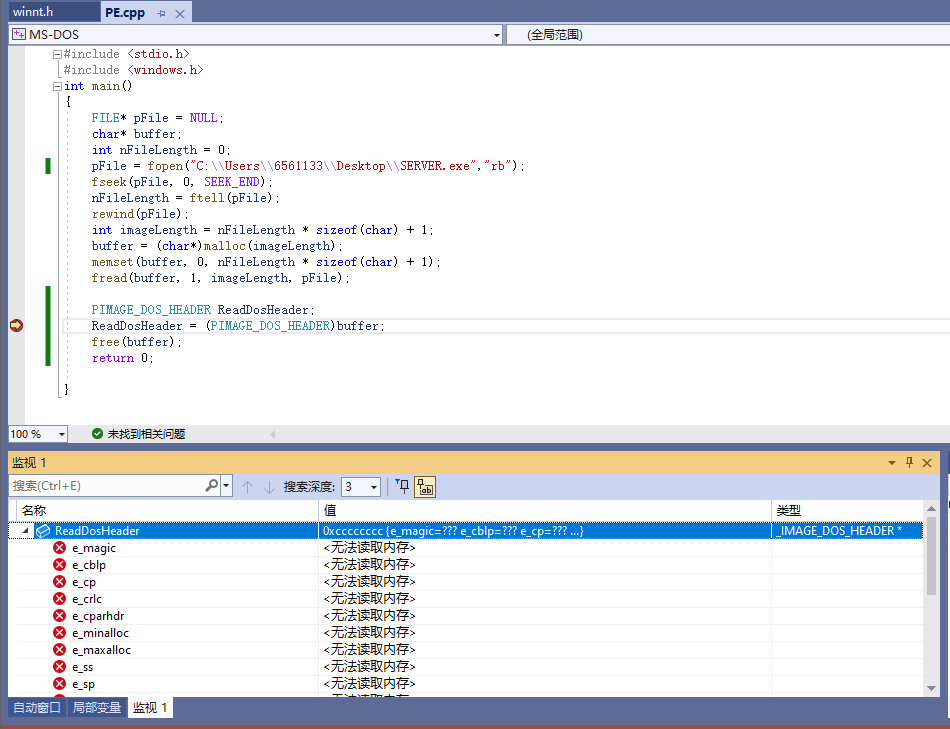 winnt.h PE.cpp
MS-DOS (全局范围)
#include <stdio.h>
#include <windows.h>
int main()
{
FILE* pFile = NULL;
char* buffer;
int nFileLength = 0;
pFile = fopen("C:\\Users\\6561133\\Desktop\\SERVER.exe","rb");
fseek(pFile, 0, SEEK_END);
nFileLength = ftell(pFile);
rewind(pFile);
int imageLength = nFileLength * sizeof(char) + 1;
buffer = (char*)malloc(imageLength);
memset(buffer, 0, nFileLength * sizeof(char) + 1);
fread(buffer, 1, imageLength, pFile);
PIMAGE_DOS_HEADER ReadDosHeader;
ReadDosHeader = (PIMAGE_DOS_HEADER)buffer;
free(buffer);
return 0;
}
100 % 未找到相关问题
监视 1
搜索(Ctrl+E) 搜索深度: 3
名称 值 类型
ReadDosHeader 0xcccccccc {e_magic=??? e_cblp=??? e_cp=??? ...} _IMAGE_DOS_HEADER *
e_magic <无法读取内存>
e_cblp <无法读取内存>
e_cp <无法读取内存>
e_crlc <无法读取内存>
e_cparhdr <无法读取内存>
e_minalloc <无法读取内存>
e_maxalloc <无法读取内存>
e_ss <无法读取内存>
e_sp <无法读取内存>
自动窗口 局部变量 监视 1